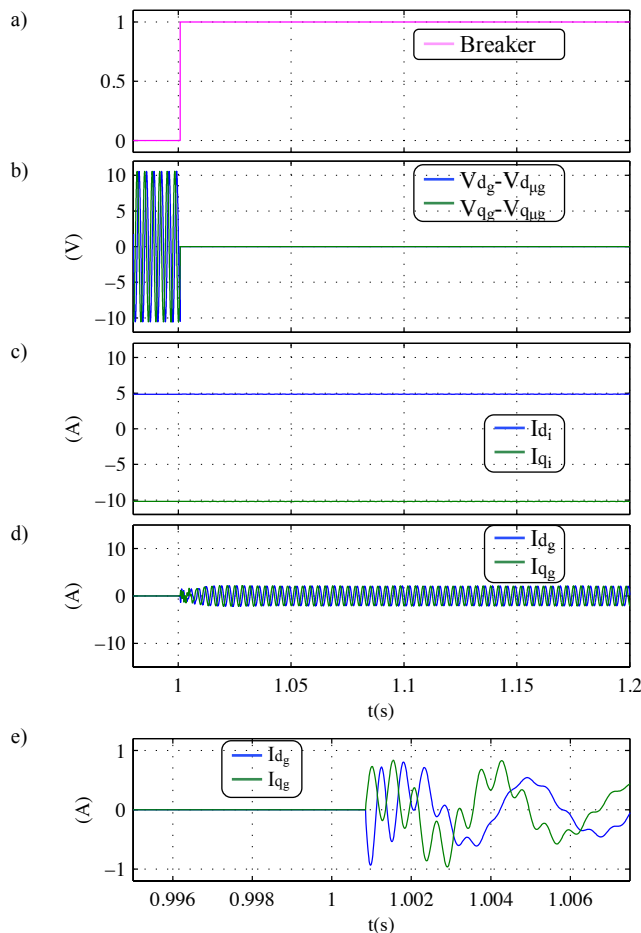 a)
1
0.5
0
Breaker
b)
10
5
0
−5
−10
(V)
Vdg-Vdμg
Vqg-Vqμg
c)
10
5
0
−5
−10
(A)
Idi
Iqi
d)
10
0
−10
(A)
Idg
Iqg
1 1.05 1.1 1.15 1.2
t(s)
e)
1
0
−1
(A)
Idg
Iqg
0.996 0.998 1 1.002 1.004 1.006
t(s)